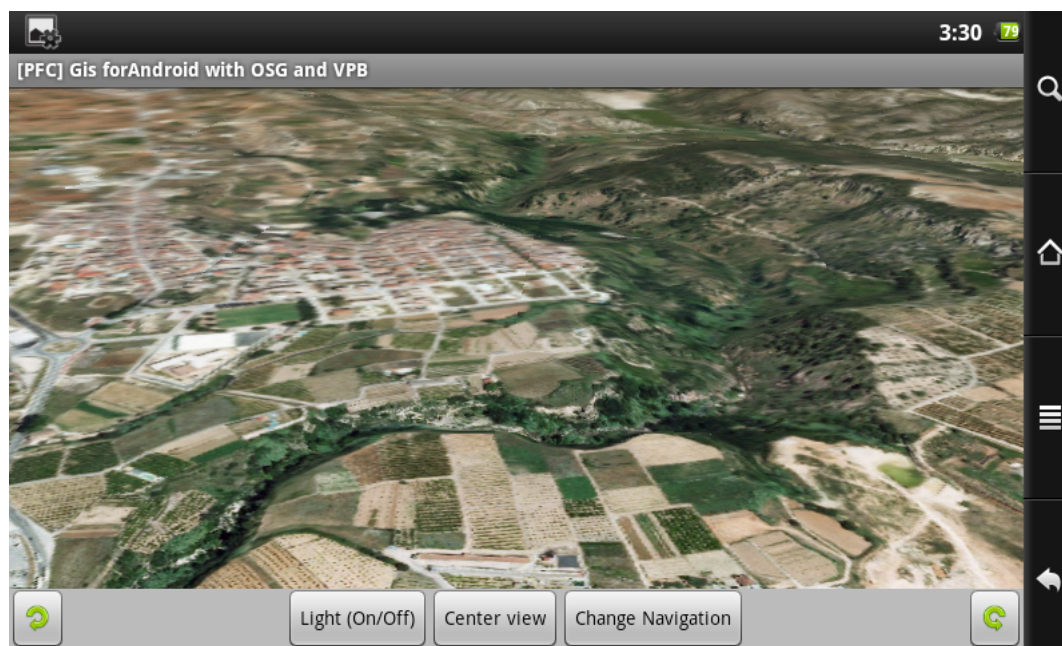 3:30 79
[PFC] Gis forAndroid with OSG and VPB
Light (On/Off) Center view Change Navigation